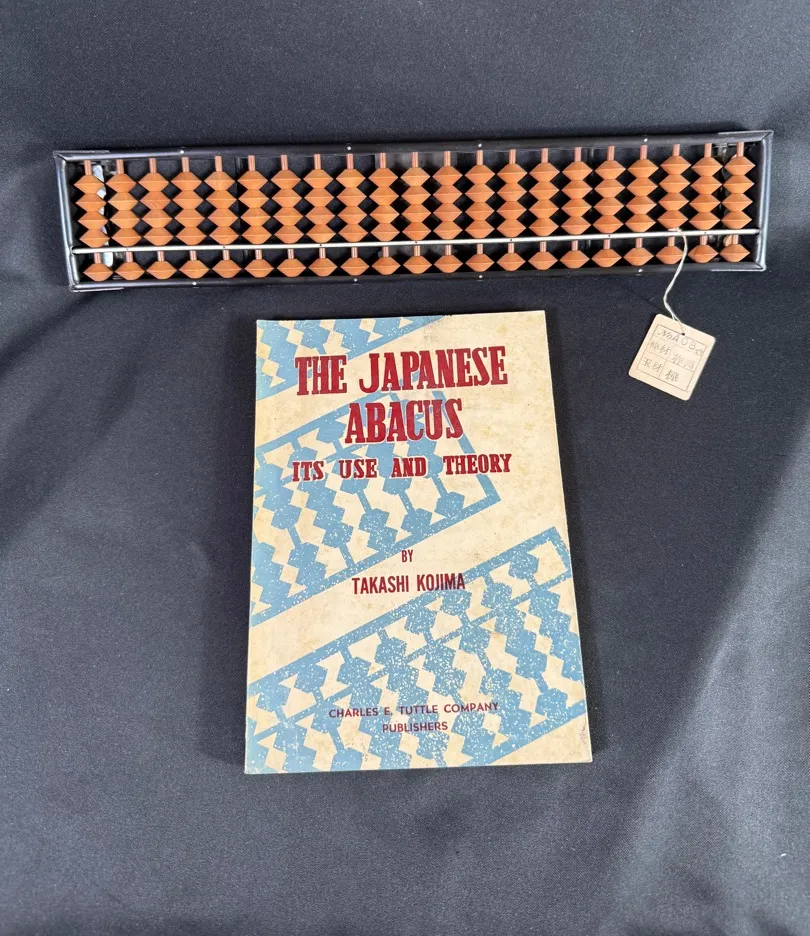 THE JAPANESE
ABACUS
ITS USE AND THEORY
BY
TAKASHI KOJIMA
CHARLES E. TUTTLE COMPANY
PUBLISHERS